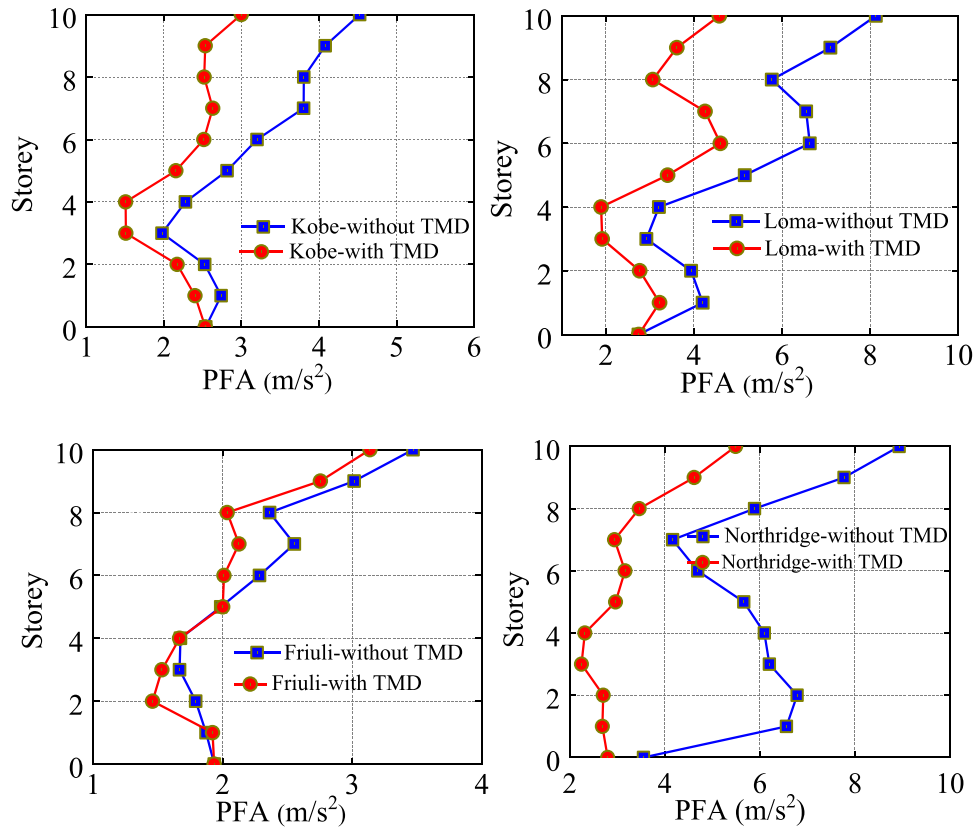 10
8
6
4
2
0
Storey
Kobe-without TMD
Kobe-with TMD
1 2 3 4 5 6
PFA (m/s²)
10
8
6
4
2
0
Storey
Loma-without TMD
Loma-with TMD
2 4 6 8 10
PFA (m/s²)
10
8
6
4
2
0
Storey
Friuli-without TMD
Friuli-with TMD
1 2 3 4
PFA (m/s²)
10
8
6
4
2
0
Storey
Northridge-without TMD
Northridge-with TMD
2 4 6 8 10
PFA (m/s²)